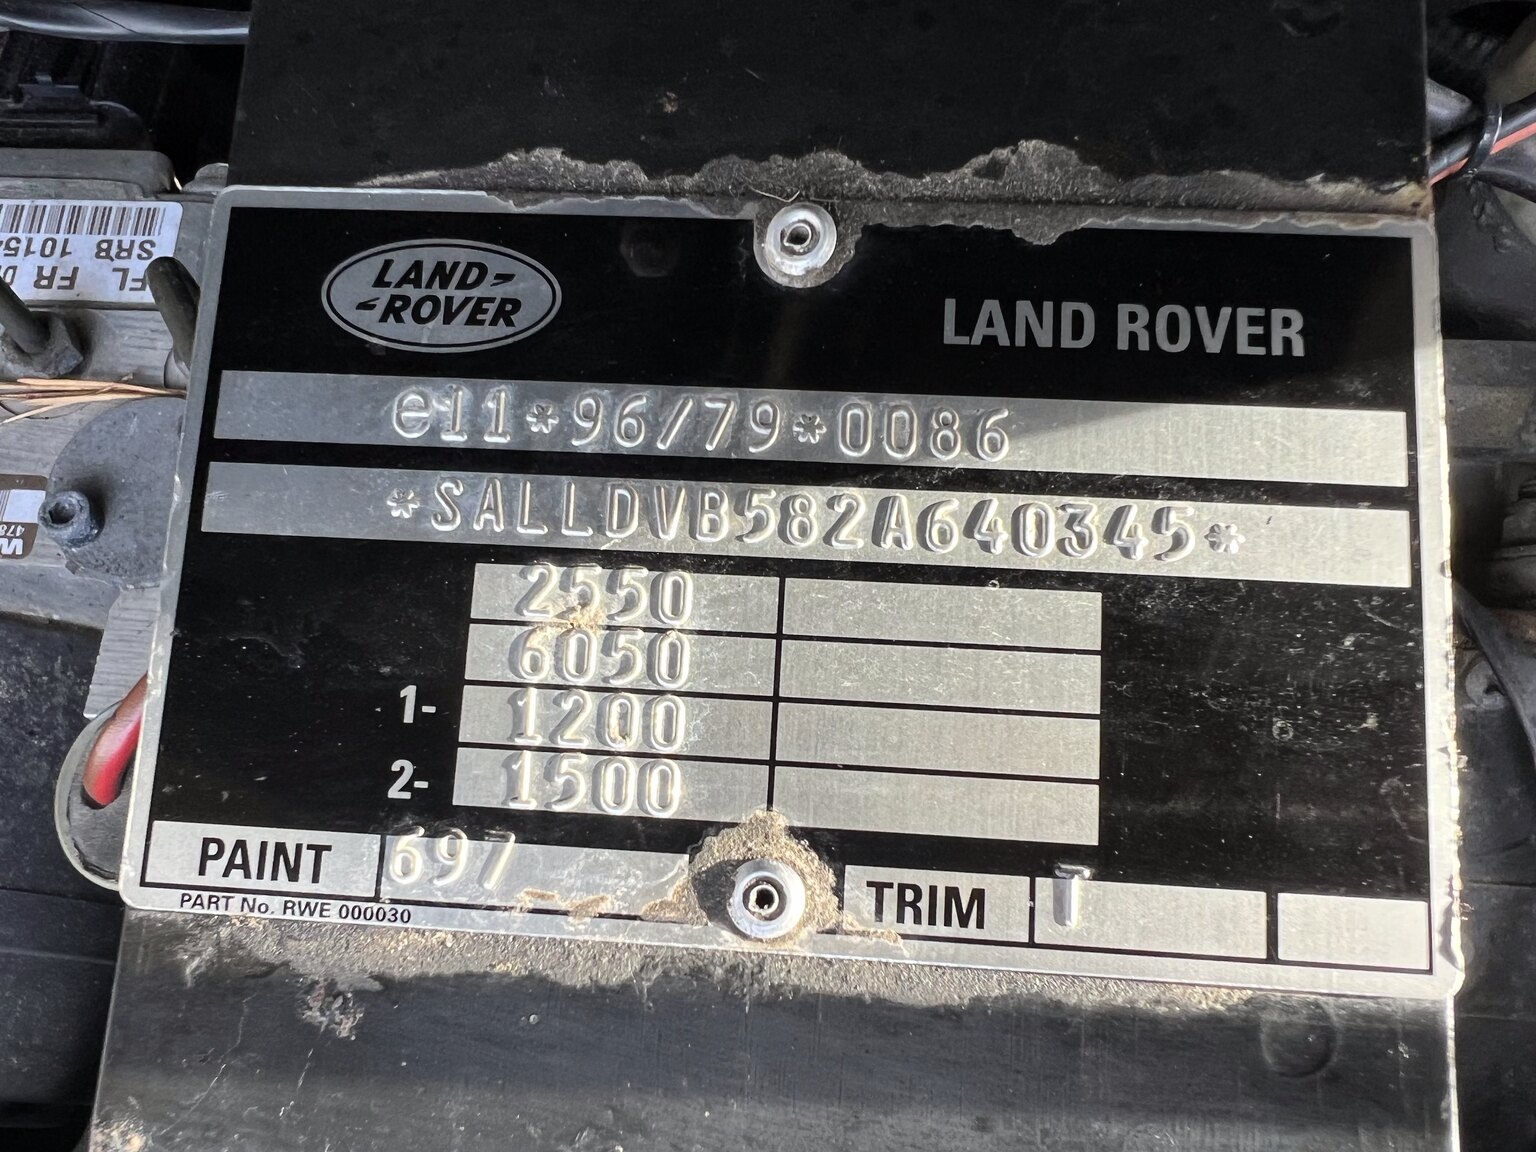 LAND-
-ROVER
LAND ROVER
e11*96/79*0086
*SALLDVB582A640345*
2550
6050
1- 1200
2- 1500
PAINT 697
TRIM
PART No. RWE 000030
SRB 1015
FR
FL
W
478